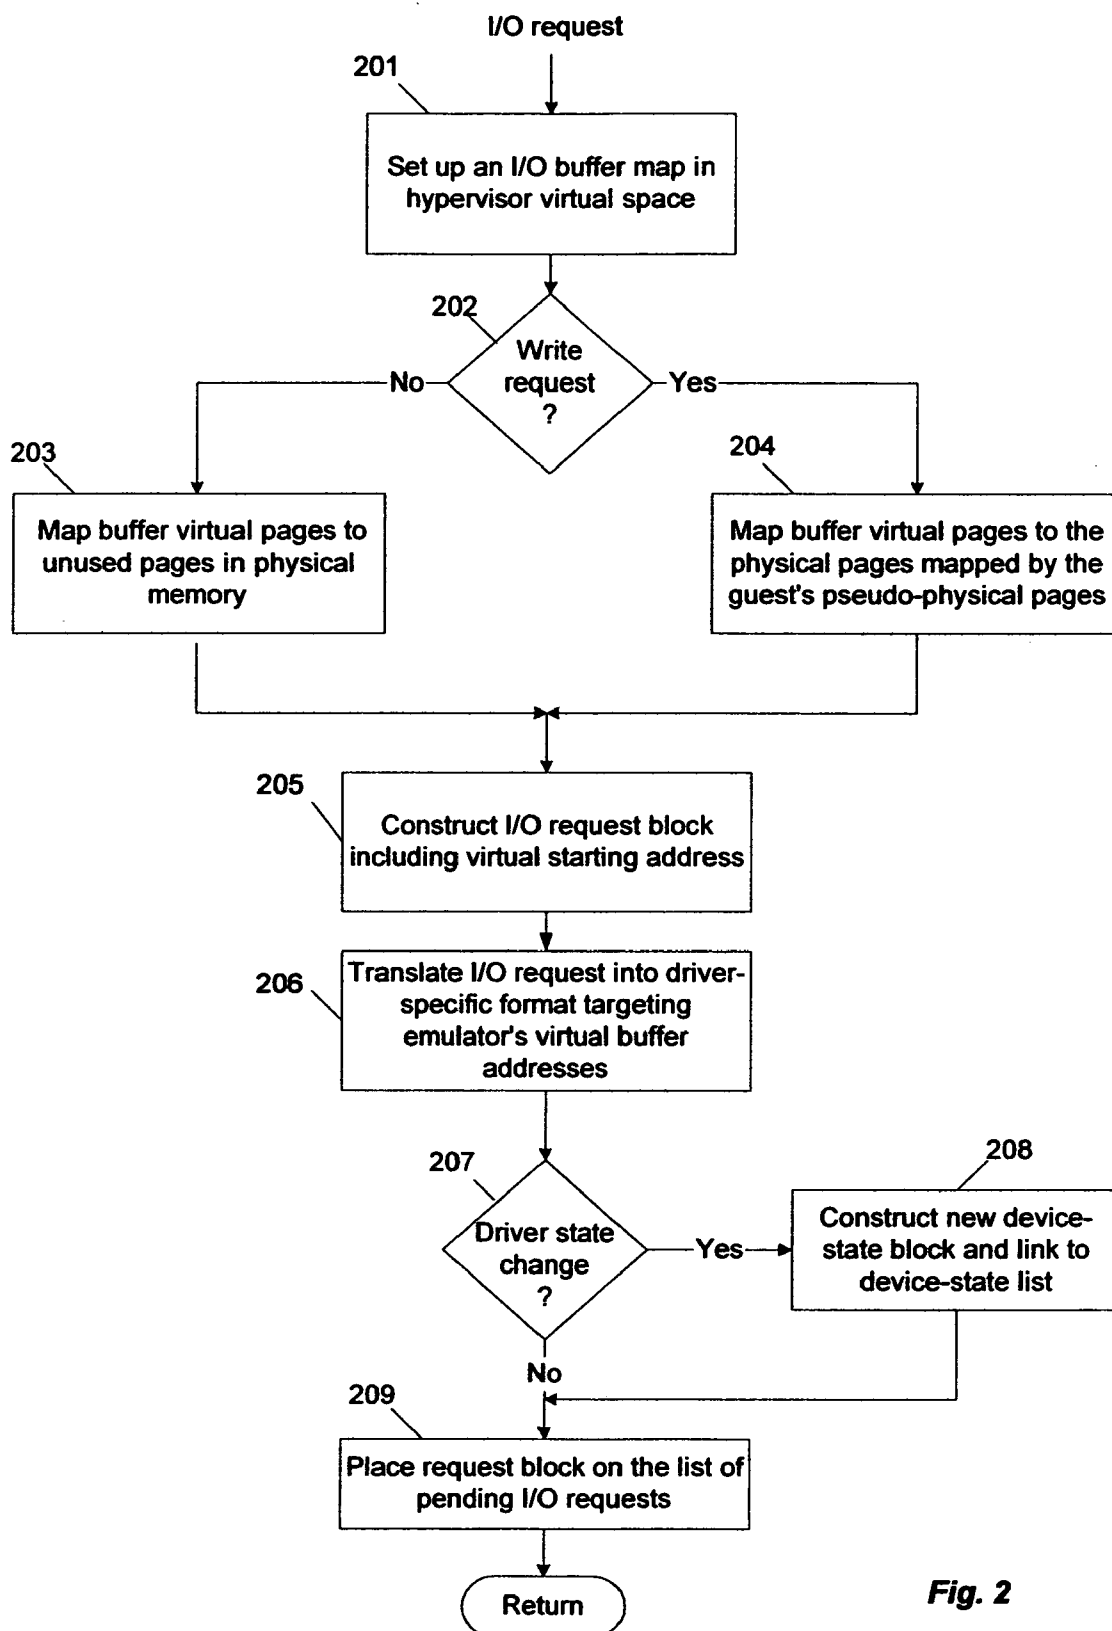 I/O request
201
Set up an I/O buffer map in
hypervisor virtual space
202
Write
request
?
No
Yes
203
204
Map buffer virtual pages to
unused pages in physical
memory
Map buffer virtual pages to the
physical pages mapped by the
guest's pseudo-physical pages
205
Construct I/O request block
including virtual starting address
206
Translate I/O request into driver-
specific format targeting
emulator's virtual buffer
addresses
207
Driver state
change
?
Yes
208
Construct new device-
state block and link to
device-state list
No
209
Place request block on the list of
pending I/O requests
Return
Fig. 2